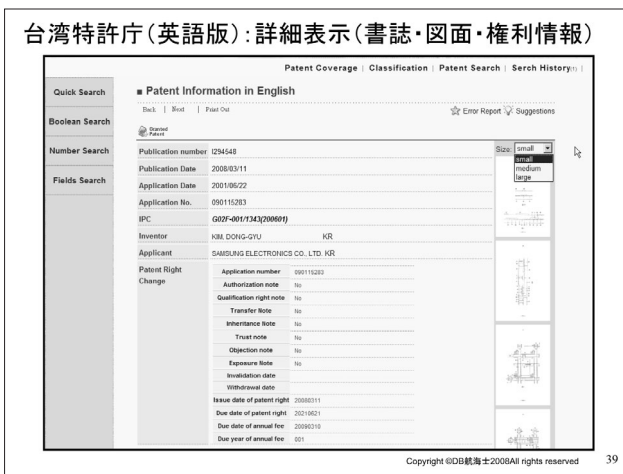 台湾特許庁(英語版):詳細表示(書誌・図面・権利情報)
Patent Coverage | Classification | Patent Search | Serch History(1) |
Quick Search
Boolean Search
Number Search
Fields Search
■ Patent Information in English
Back | Next | Print Out
Error Report Suggestions
Granted
Patent
Size: small
small
medium
large
Publication number I294548
Publication Date 2008/03/11
Application Date 2001/06/22
Application No. 090115283
IPC G02F-001/1343(200601)
Inventor KIM, DONG-GYU KR
Applicant SAMSUNG ELECTRONICS CO., LTD. KR
Patent Right
Change
Application number 090115283
Authorization note No
Qualification right note No
Transfer Note No
Inheritance Note No
Trust note No
Objection note No
Exposure Note No
Invalidation date
Withdrawal date
Issue date of patent right 20080311
Due date of patent right 20210621
Due date of annual fee 20090310
Due year of annual fee 001
Copyright ©DB航海士2008All rights reserved
39